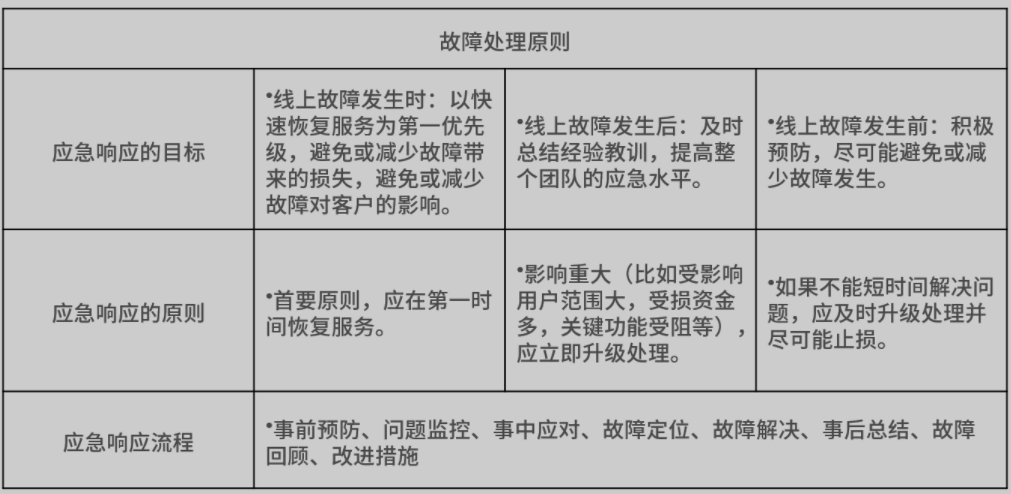 故障处理原则
应急响应的目标
•线上故障发生时：以快
速恢复服务为第一优先
级，避免或减少故障带
来的损失，避免或减少
故障对客户的影响。
•线上故障发生后：及时
总结经验教训，提高整
个团队的应急水平。
•线上故障发生前：积极
预防，尽可能避免或减
少故障发生。
应急响应的原则
•首要原则，应在第一时
间恢复服务。
•影响重大（比如受影响
用户范围大，受损资金
多，关键功能受阻等），
应立即升级处理。
•如果不能短时间解决问
题，应及时升级处理并
尽可能止损。
应急响应流程
•事前预防、问题监控、事中应对、故障定位、故障解决、事后总结、故障
回顾、改进措施